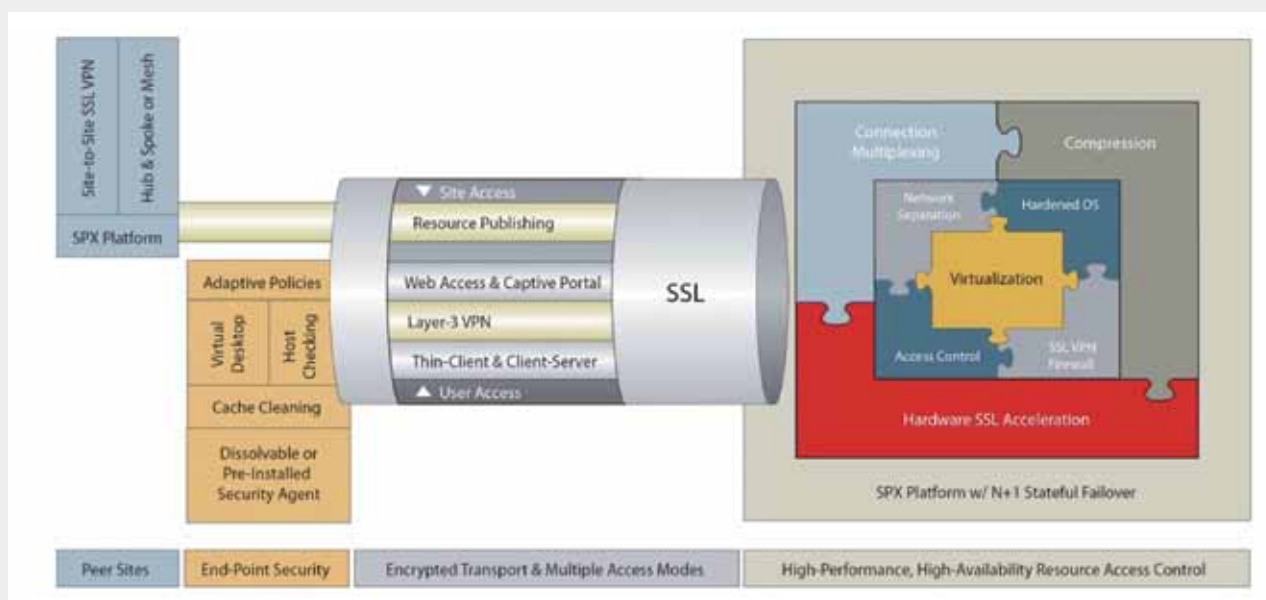 Site-to-Site SSL VPN
Hub & Spoke or Mesh
SPX Platform
Adaptive Policies
Virtual
Desktop
Host
Checking
Cache Cleaning
Dissolvable or
Pre-Installed
Security Agent
▼ Site Access
Resource Publishing
Web Access & Captive Portal
Layer-3 VPN
Thin-Client & Client-Server
▲ User Access
SSL
Connection
Multiplexing
Compression
Network
Separation
Hardened OS
Virtualization
Access Control
SSL VPN
Firewall
Hardware SSL Acceleration
SPX Platform w/ N+1 Stateful Failover
Peer Sites
End-Point Security
Encrypted Transport & Multiple Access Modes
High-Performance, High-Availability Resource Access Control